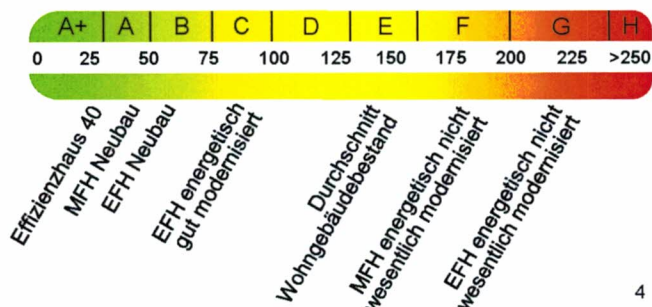 A+ A B C D E F G H
0 25 50 75 100 125 150 175 200 225 >250
Effizienzhaus 40
MFH Neubau
EFH Neubau
EFH energetisch
gut modernisiert
Durchschnitt
Wohngebäudebestand
MFH energetisch nicht
wesentlich modernisiert
EFH energetisch nicht
wesentlich modernisiert
4